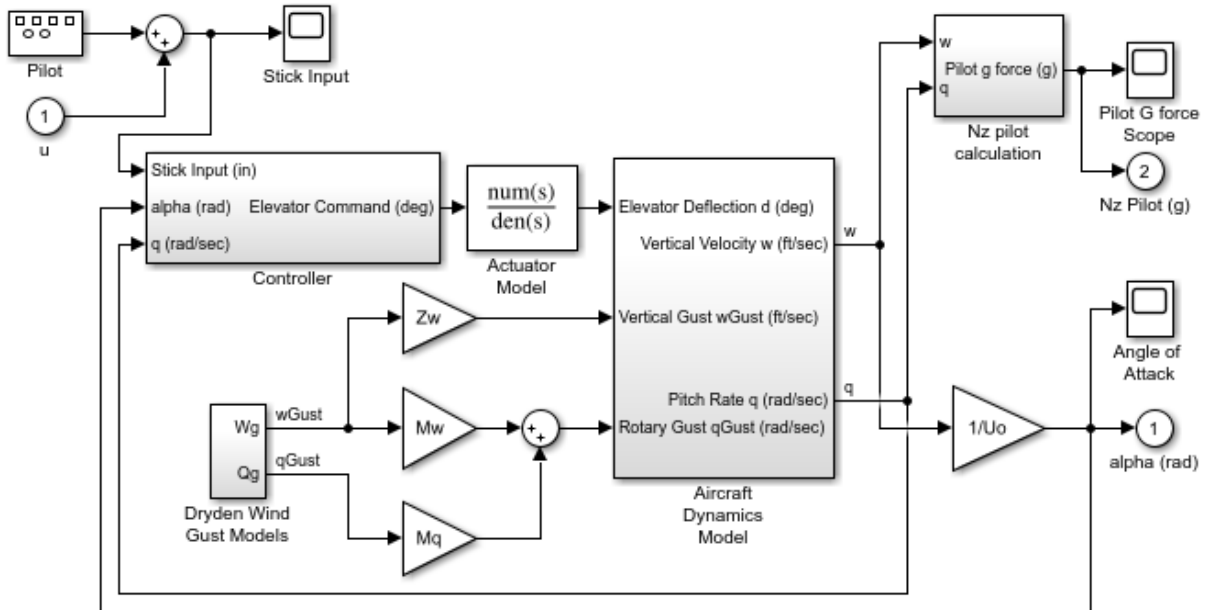 Pilot
+
+
Stick Input
1
u
Stick Input (in)
alpha (rad)
Elevator Command (deg)
q (rad/sec)
Controller
num(s)
den(s)
Actuator
Model
Elevator Deflection d (deg)
Vertical Velocity w (ft/sec)
Vertical Gust wGust (ft/sec)
Pitch Rate q (rad/sec)
Rotary Gust qGust (rad/sec)
Aircraft
Dynamics
Model
w
q
w
Pilot g force (g)
q
Nz pilot
calculation
Pilot G force
Scope
2
Nz Pilot (g)
Angle of
Attack
1/Uo
1
alpha (rad)
Zw
Mw
Mq
+
+
Wg
Qg
wGust
qGust
Dryden Wind
Gust Models